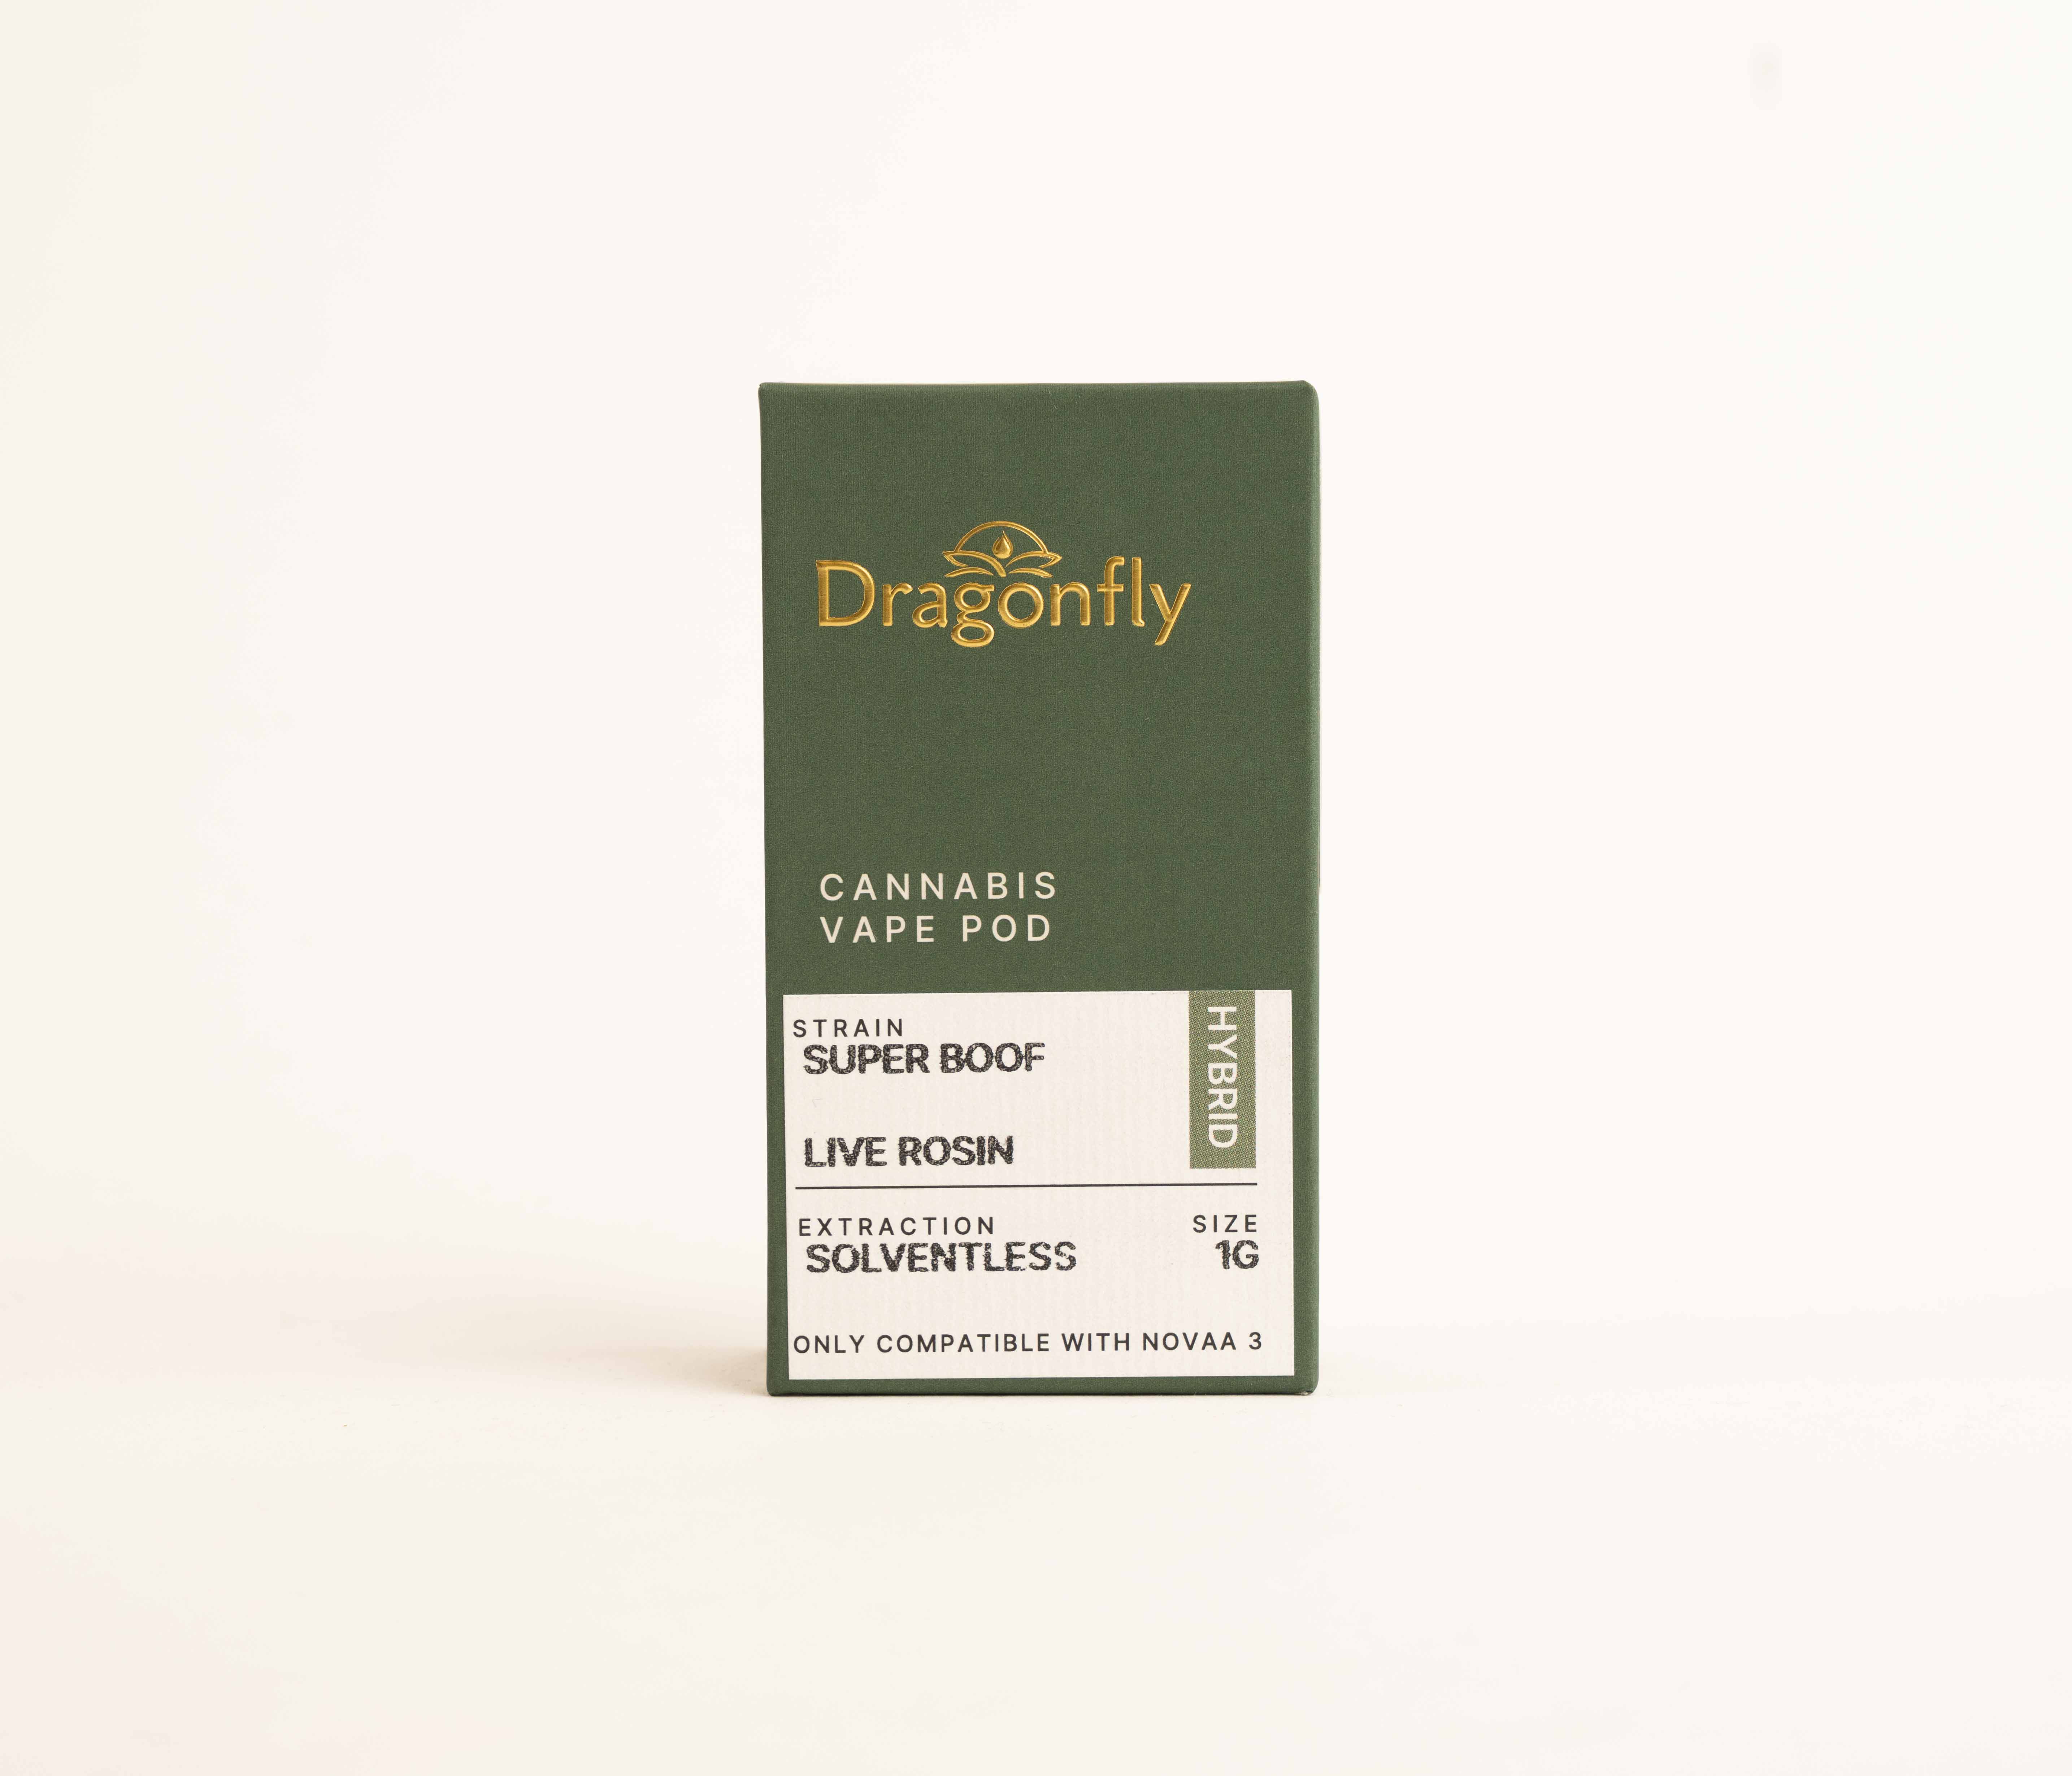 Dragonfly
CANNABIS
VAPE POD
STRAIN
SUPER BOOF
HYBRID
LIVE ROSIN
EXTRACTION
SOLVENTLESS
SIZE
1G
ONLY COMPATIBLE WITH NOVAA 3